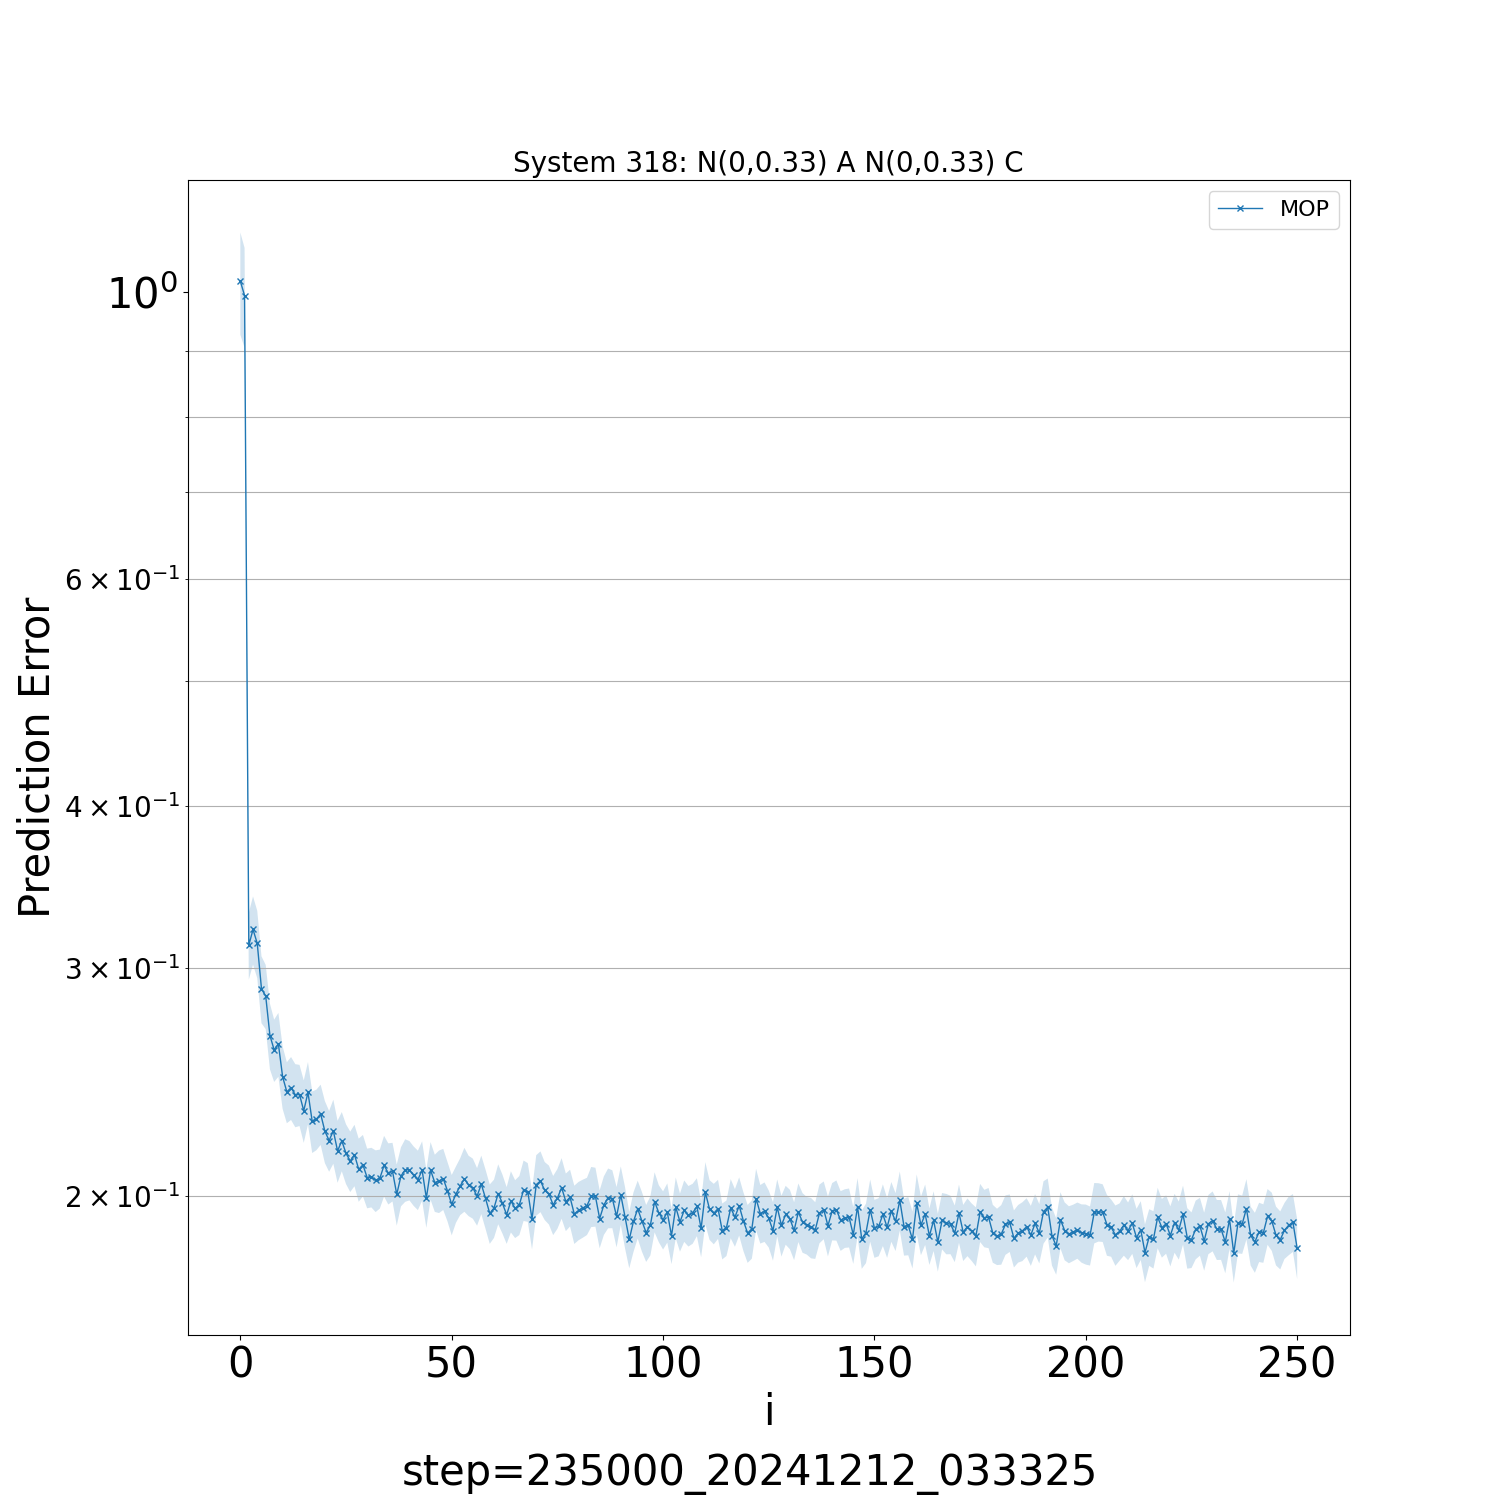 System 318: N(0,0.33) A N(0,0.33) C
MOP
10⁰
6 × 10⁻¹
4 × 10⁻¹
3 × 10⁻¹
2 × 10⁻¹
Prediction Error
0 50 100 150 200 250
i
step=235000_20241212_033325